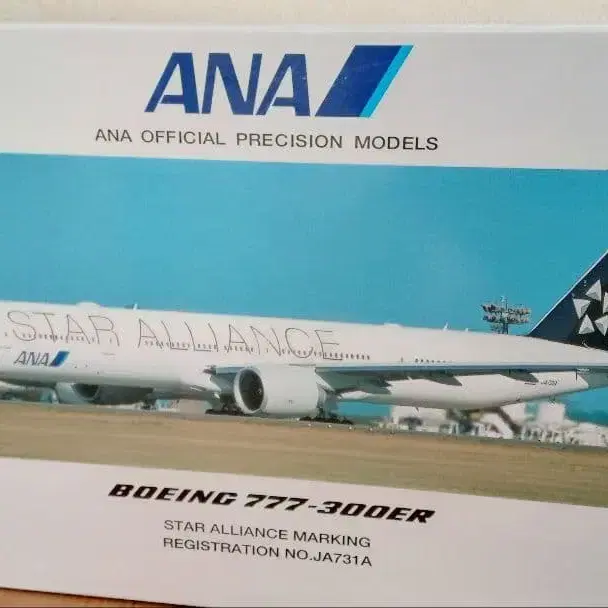 ANA
ANA OFFICIAL PRECISION MODELS
STAR ALLIANCE
ANA
BOEING 777-300ER
STAR ALLIANCE MARKING
REGISTRATION NO.JA731A